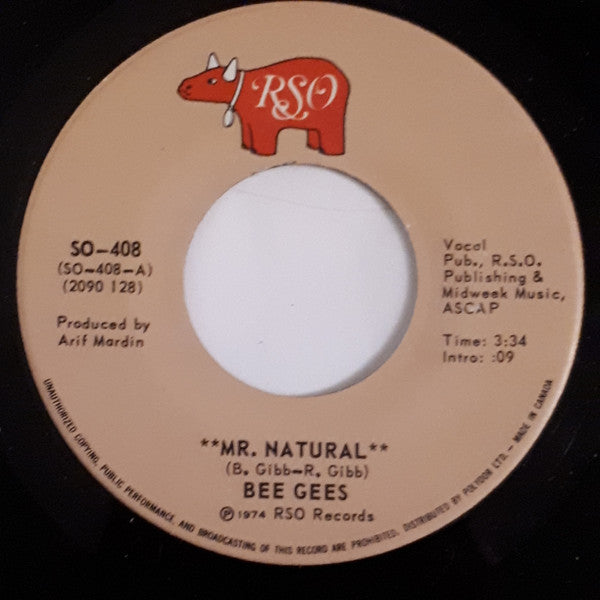 RSO
SO-408
(SO-408-A)
(2090 128)
Produced by
Arif Mardin
Vocal
Pub., R.S.O.
Publishing &
Midweek Music,
ASCAP
Time: 3:34
Intro: :09
**MR. NATURAL**
(B. Gibb-R. Gibb)
BEE GEES
℗ 1974 RSO Records
UNAUTHORIZED COPYING, PUBLIC PERFORMANCE AND BROADCASTING OF THIS RECORD ARE PROHIBITED. DISTRIBUTED BY POLYDOR LTD. - MADE IN CANADA